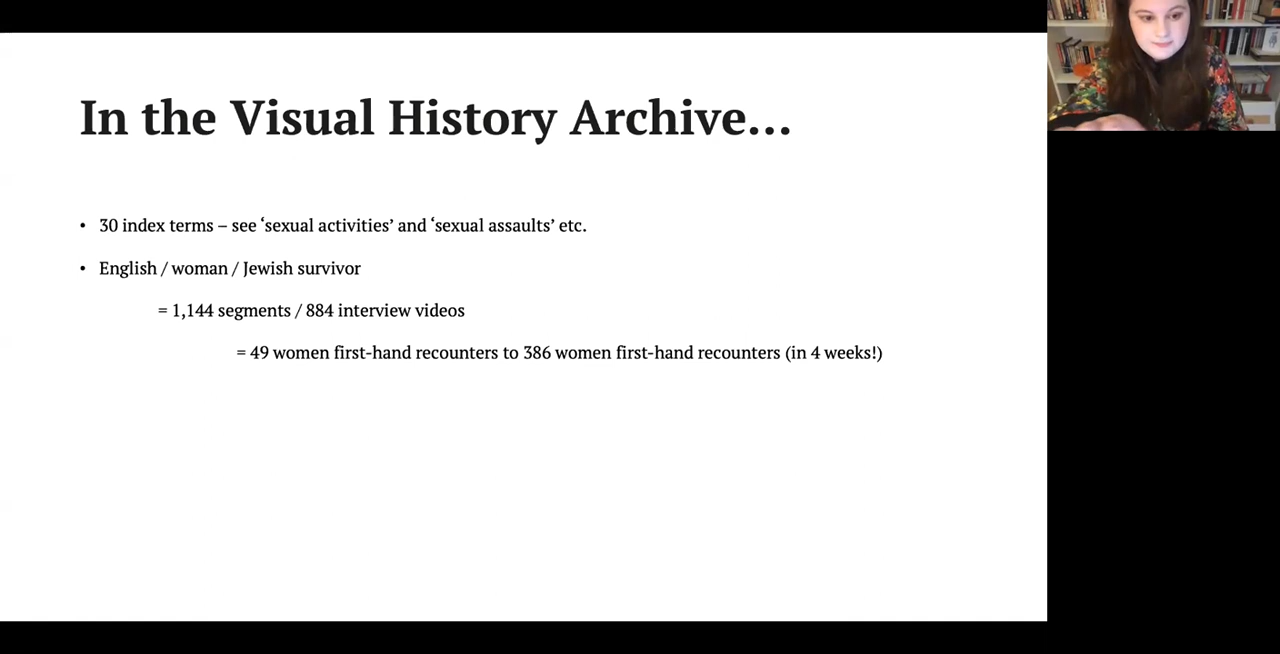 In the Visual History Archive...
• 30 index terms – see ‘sexual activities’ and ‘sexual assaults’ etc.
• English / woman / Jewish survivor
= 1,144 segments / 884 interview videos
= 49 women first-hand recounters to 386 women first-hand recounters (in 4 weeks!)